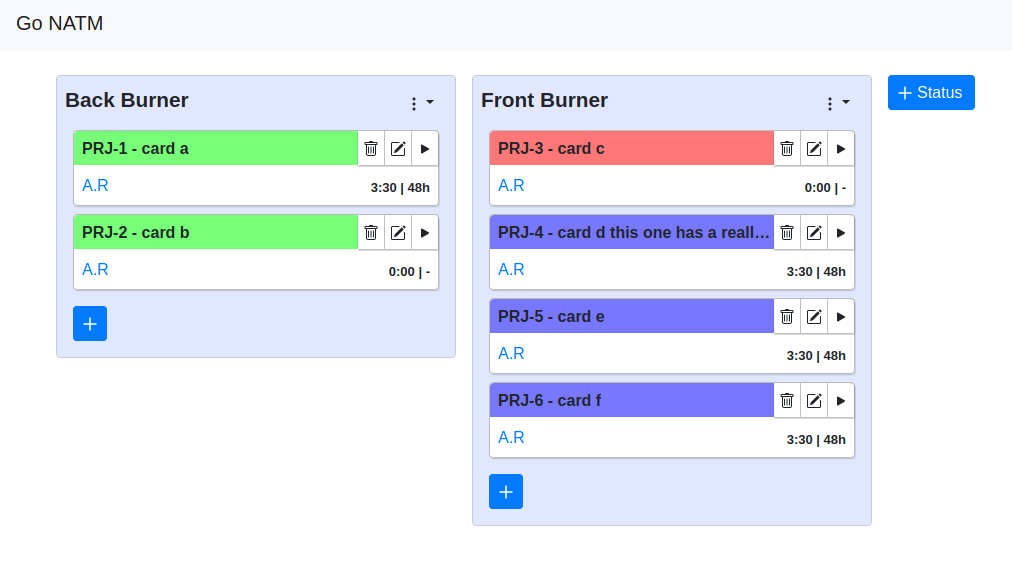 Go NATM
Back Burner
PRJ-1 - card a
A.R
3:30 | 48h
PRJ-2 - card b
A.R
0:00 | -
Front Burner
PRJ-3 - card c
A.R
0:00 | -
PRJ-4 - card d this one has a reall…
A.R
3:30 | 48h
PRJ-5 - card e
A.R
3:30 | 48h
PRJ-6 - card f
A.R
3:30 | 48h
+ Status